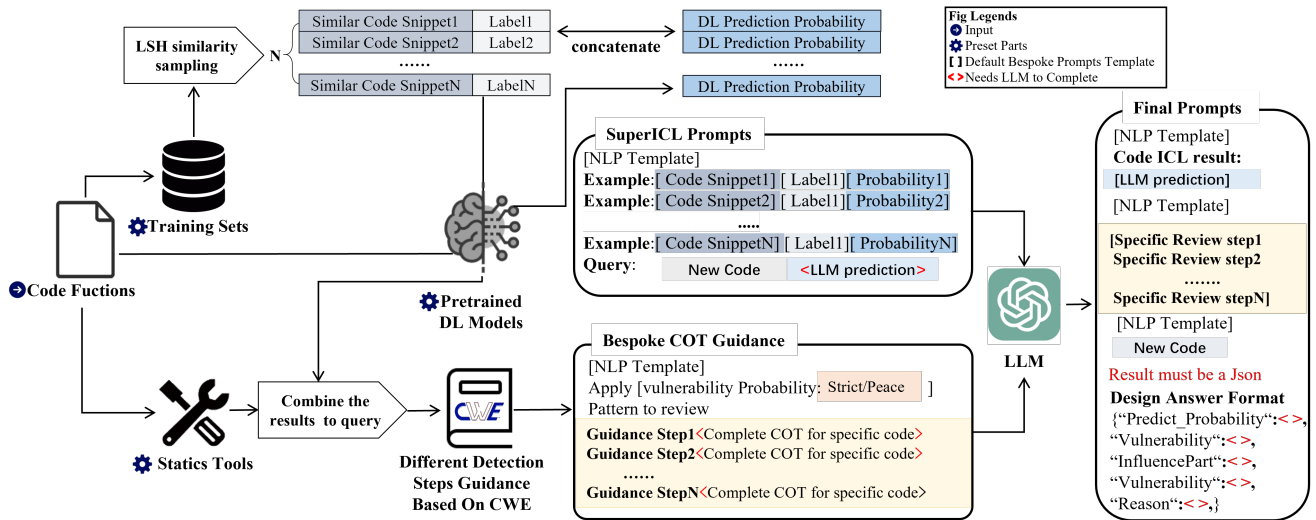 LSH similarity
sampling
N
Similar Code Snippet1 Label1
Similar Code Snippet2 Label2
......
Similar Code SnippetN LabelN
concatenate
DL Prediction Probability
DL Prediction Probability
......
DL Prediction Probability
Fig Legends
Input
Preset Parts
[ ] Default Bespoke Prompts Template
<> Needs LLM to Complete
Training Sets
Code Fuctions
Pretrained
DL Models
Statics Tools
Combine the
results to query
CWE
Different Detection
Steps Guidance
Based On CWE
SuperICL Prompts
[NLP Template]
Example:[ Code Snippet1] [ Label1][ Probability1]
Example:[ Code Snippet2] [ Label1][ Probability2]
.....
Example:[ Code SnippetN] [ Label1][ ProbabilityN]
Query: New Code <LLM prediction>
Bespoke COT Guidance
[NLP Template]
Apply [vulnerability Probability: Strict/Peace ]
Pattern to review
Guidance Step1<Complete COT for specific code>
Guidance Step2<Complete COT for specific code>
......
Guidance StepN<Complete COT for specific code>
LLM
Final Prompts
[NLP Template]
Code ICL result:
[LLM prediction]
[NLP Template]
[Specific Review step1
Specific Review step2
.......
Specific Review stepN]
[NLP Template]
New Code
Result must be a Json
Design Answer Format
{“Predict_Probability“:< >,
“Vulnerability“:< >,
“InfluencePart“:< >,
“Vulnerability“:< >,
“Reason“:< >,}